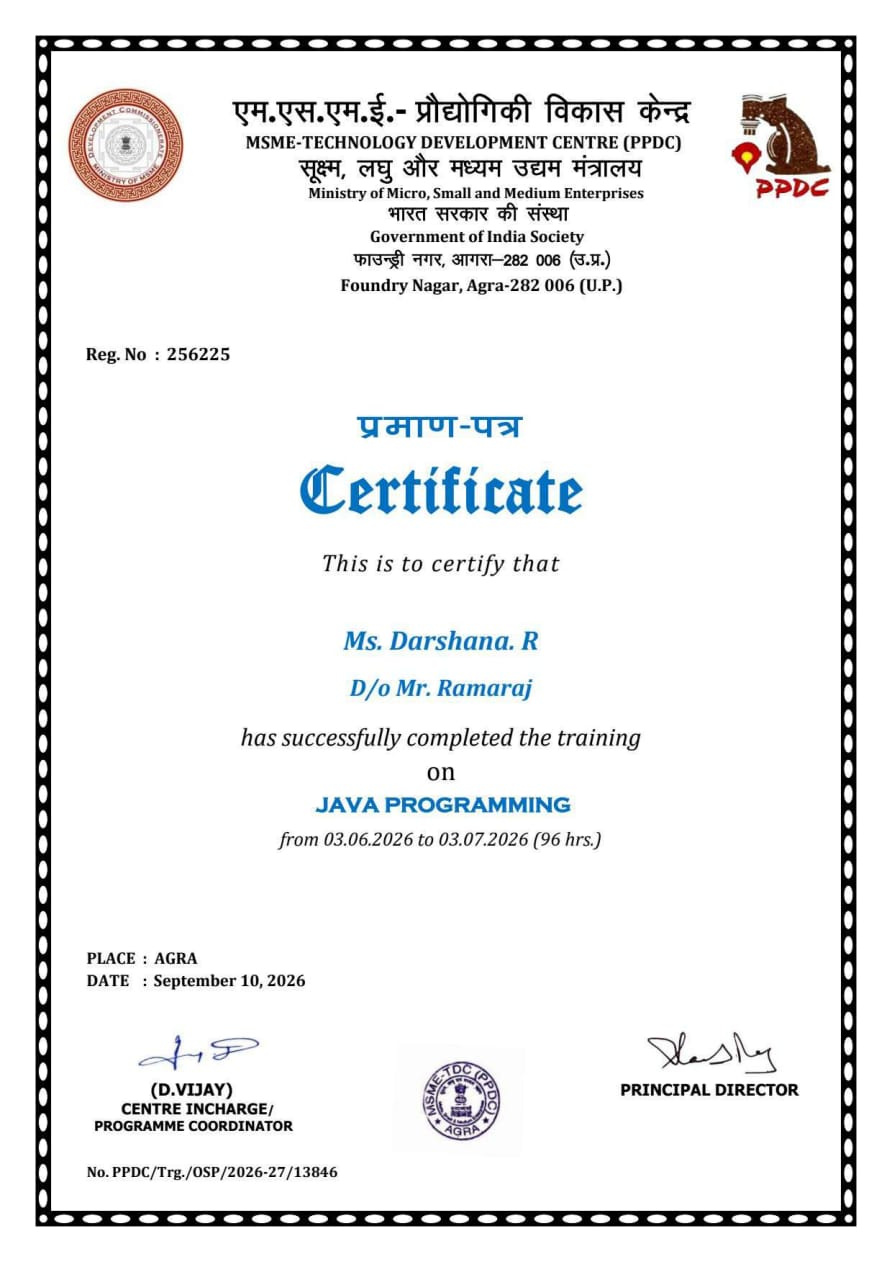 एम.एस.एम.ई.- प्रौद्योगिकी विकास केन्द्र
MSME-TECHNOLOGY DEVELOPMENT CENTRE (PPDC)
सूक्ष्म, लघु और मध्यम उद्यम मंत्रालय
Ministry of Micro, Small and Medium Enterprises
भारत सरकार की संस्था
Government of India Society
फाउन्ड्री नगर, आगरा–282 006 (उ.प्र.)
Foundry Nagar, Agra-282 006 (U.P.)
DEVELOPMENT COMMISSIONERATE
MINISTRY OF MSME
PPDC
Reg. No : 256225
प्रमाण-पत्र
Certificate
This is to certify that
Ms. Darshana. R
D/o Mr. Ramaraj
has successfully completed the training
on
JAVA PROGRAMMING
from 03.06.2026 to 03.07.2026 (96 hrs.)
PLACE : AGRA
DATE : September 10, 2026
(D.VIJAY)
CENTRE INCHARGE/
PROGRAMME COORDINATOR
MSME-TDC (PPDC)
AGRA
PRINCIPAL DIRECTOR
No. PPDC/Trg./OSP/2026-27/13846